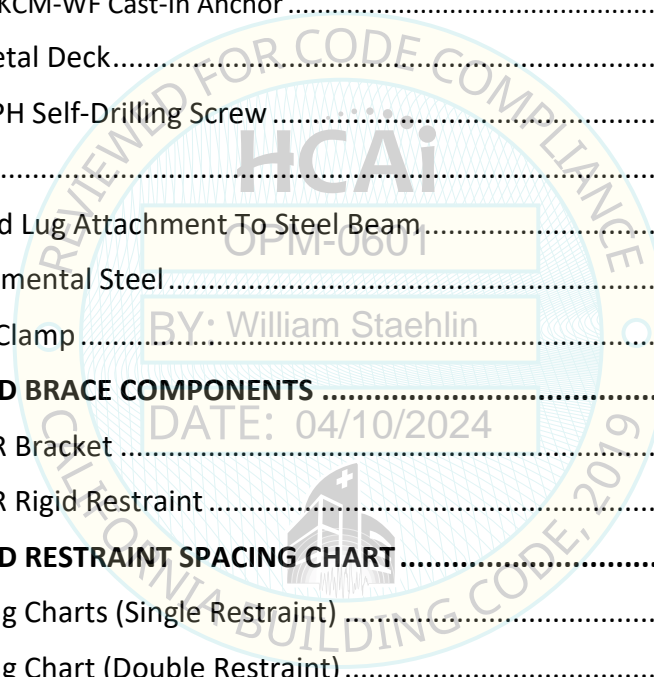 KCM-WF Cast-In Anchor ..........................................................
etal Deck..........................................................................
PH Self-Drilling Screw ..........................................................
..........................................................................................
d Lug Attachment To Steel Beam........................................
mental Steel ......................................................................
Clamp ................................................................................
D BRACE COMPONENTS ..................................................
R Bracket ............................................................................
R Rigid Restraint ................................................................
D RESTRAINT SPACING CHART ........................................
g Charts (Single Restraint) ................................................
g Chart (Double Restraint)................................................
REVIEWED FOR CODE COMPLIANCE
HCAi
OPM-0601
BY: William Staehlin
DATE: 04/10/2024
CALIFORNIA BUILDING CODE, 2019